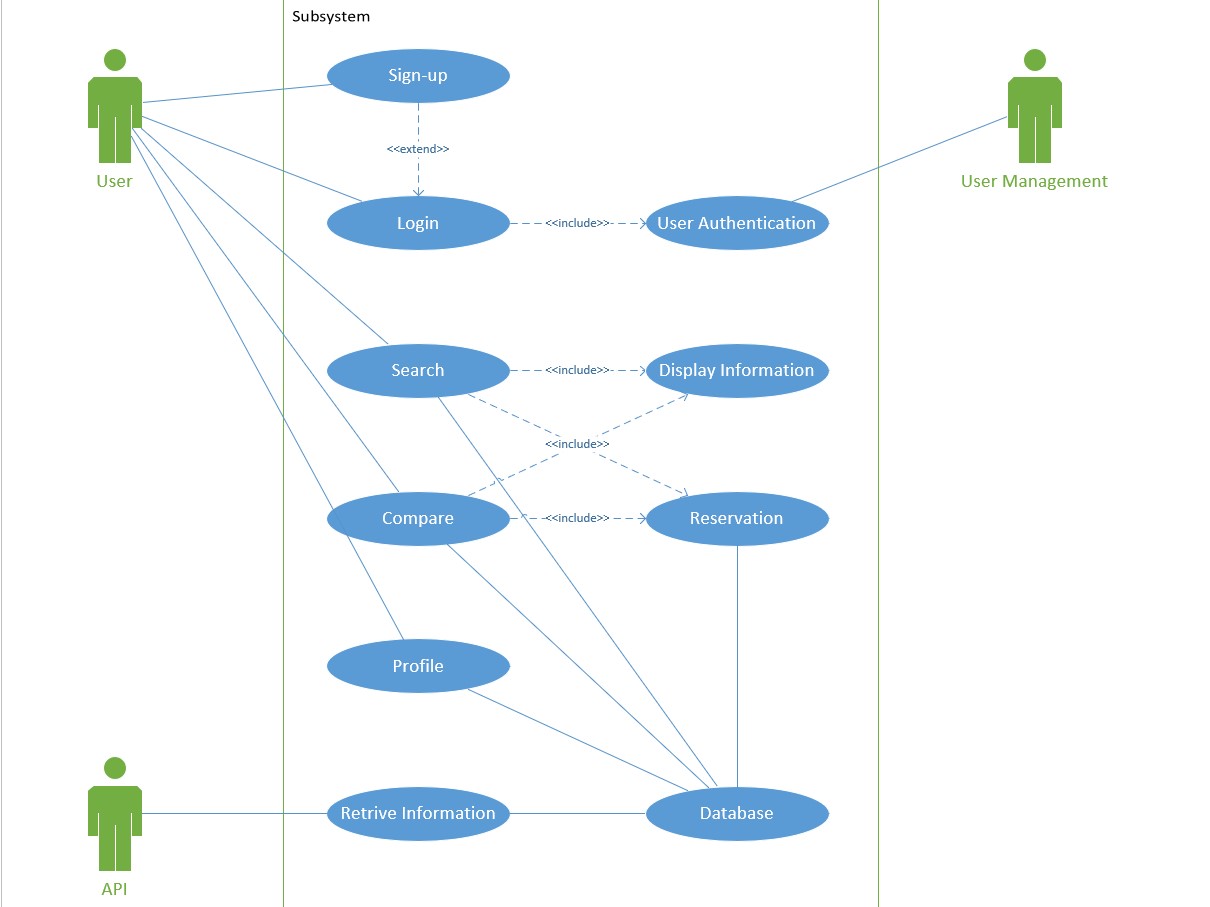 Subsystem
Sign-up
<<extend>>
User
User Management
Login
<<include>>
User Authentication
Search
<<include>>
Display Information
<<include>>
Compare
<<include>>
Reservation
Profile
Retrive Information
Database
API